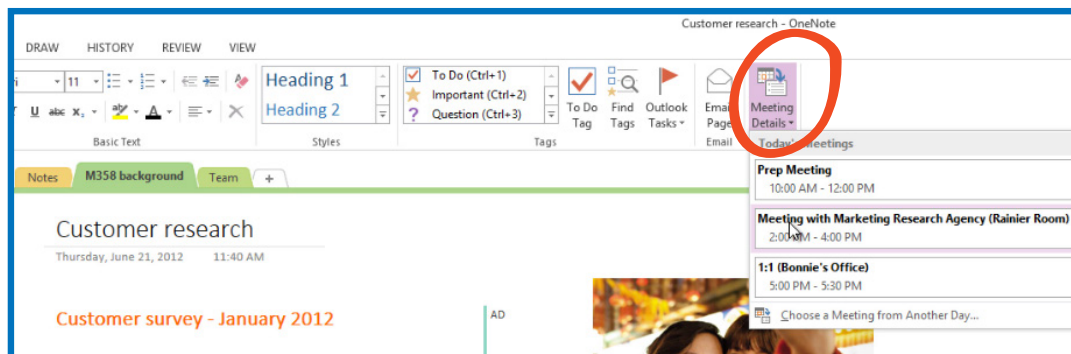 Customer research - OneNote
DRAW HISTORY REVIEW VIEW
11
Heading 1
Heading 2
To Do (Ctrl+1)
Important (Ctrl+2)
Question (Ctrl+3)
To Do Tag
Find Tags
Outlook Tasks
Email Page
Meeting Details
U abc X₂ A
Basic Text Styles Tags Email
Today's Meetings
Prep Meeting
10:00 AM - 12:00 PM
Meeting with Marketing Research Agency (Rainier Room)
2:00 PM - 4:00 PM
1:1 (Bonnie's Office)
5:00 PM - 5:30 PM
Choose a Meeting from Another Day...
Notes M358 background Team +
Customer research
Thursday, June 21, 2012 11:40 AM
Customer survey - January 2012
AD